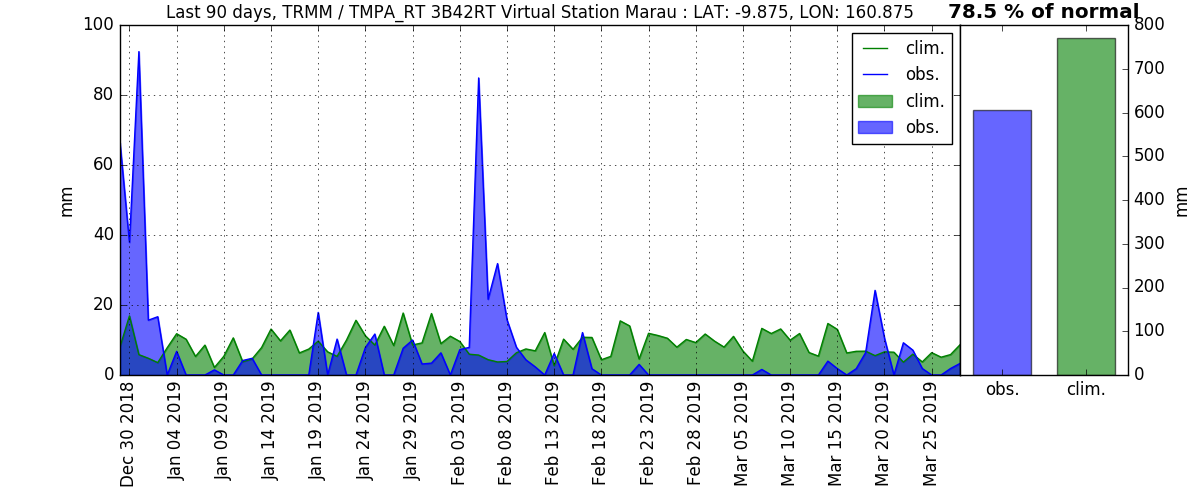 Last 90 days, TRMM / TMPA_RT 3B42RT Virtual Station Marau : LAT: -9.875, LON: 160.875
78.5 % of normal
100
80
60
40
20
0
mm
clim.
obs.
clim.
obs.
800
700
600
500
400
300
200
100
0
mm
obs.
clim.
Dec 30 2018
Jan 04 2019
Jan 09 2019
Jan 14 2019
Jan 19 2019
Jan 24 2019
Jan 29 2019
Feb 03 2019
Feb 08 2019
Feb 13 2019
Feb 18 2019
Feb 23 2019
Feb 28 2019
Mar 05 2019
Mar 10 2019
Mar 15 2019
Mar 20 2019
Mar 25 2019